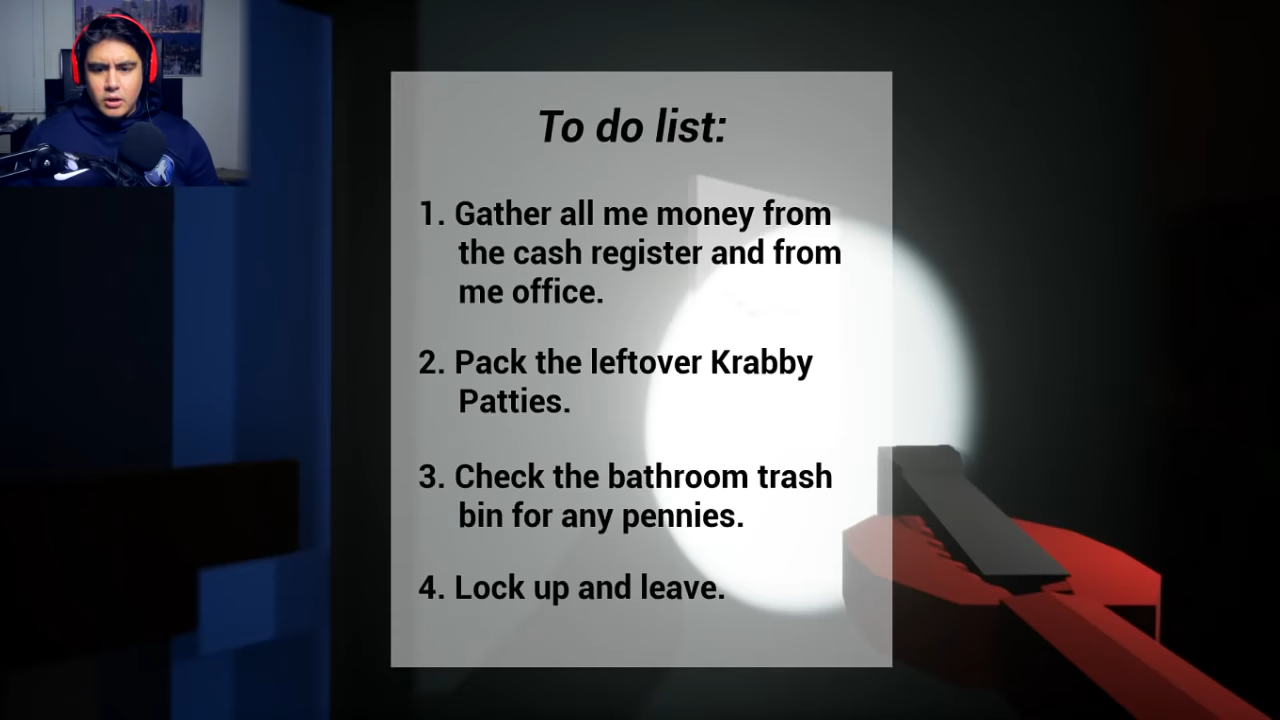 To do list:
1. Gather all me money from
the cash register and from
me office.
2. Pack the leftover Krabby
Patties.
3. Check the bathroom trash
bin for any pennies.
4. Lock up and leave.